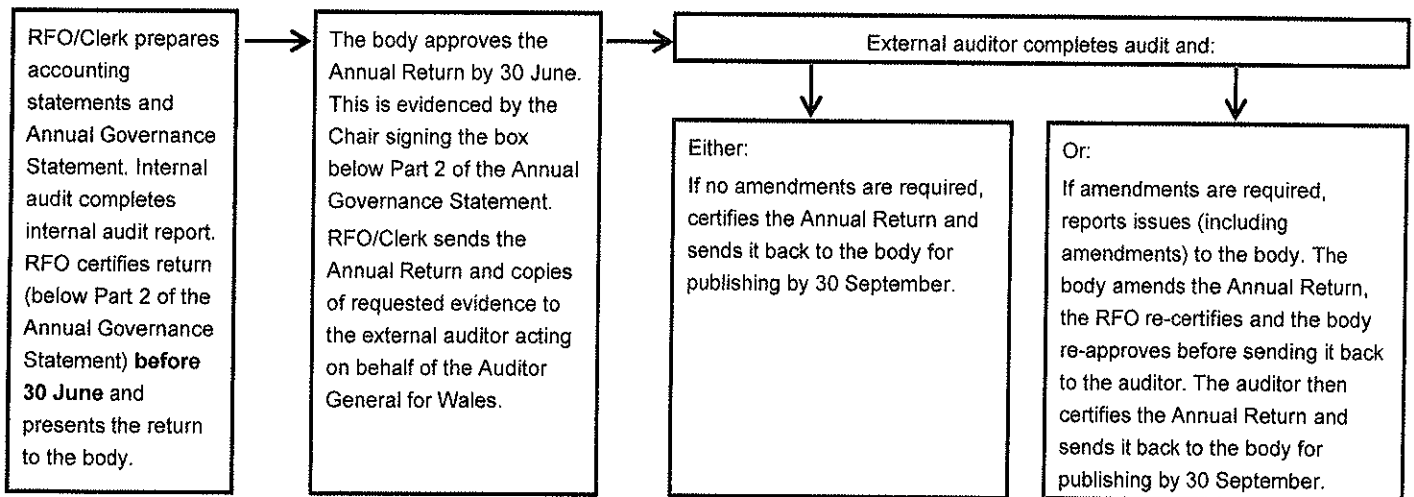 RFO/Clerk prepares
accounting
statements and
Annual Governance
Statement. Internal
audit completes
internal audit report.
RFO certifies return
(below Part 2 of the
Annual Governance
Statement) before
30 June and
presents the return
to the body.
The body approves the
Annual Return by 30 June.
This is evidenced by the
Chair signing the box
below Part 2 of the Annual
Governance Statement.
RFO/Clerk sends the
Annual Return and copies
of requested evidence to
the external auditor acting
on behalf of the Auditor
General for Wales.
External auditor completes audit and:
Either:
If no amendments are required,
certifies the Annual Return and
sends it back to the body for
publishing by 30 September.
Or:
If amendments are required,
reports issues (including
amendments) to the body. The
body amends the Annual Return,
the RFO re-certifies and the body
re-approves before sending it back
to the auditor. The auditor then
certifies the Annual Return and
sends it back to the body for
publishing by 30 September.